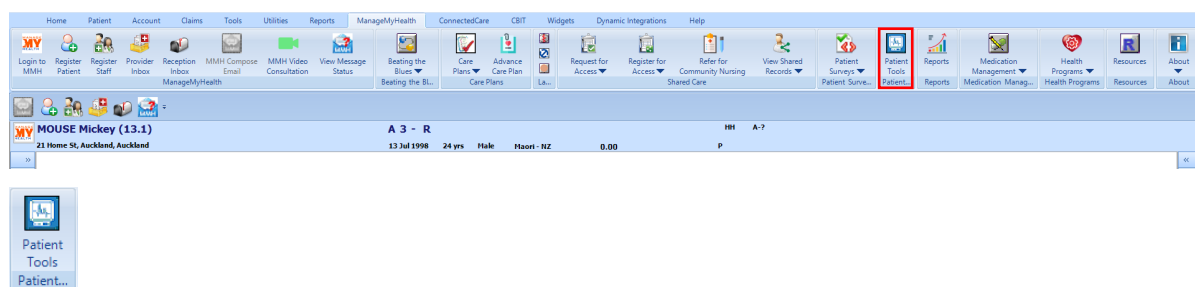 Home Patient Account Claims Tools Utilities Reports ManageMyHealth ConnectedCare CBIT Widgets Dynamic Integrations Help
MY
Login to MMH
Register Patient
Register Staff
Provider Inbox
Reception Inbox
MMH Compose Email
MMH Video Consultation
View Message Status
Beating the Blues
Care Plans
Advance Care Plan
Request for Access
Register for Access
Refer for Community Nursing
View Shared Records
Patient Surveys
Patient Tools
Reports
Medication Management
Health Programs
Resources
About
ManageMyHealth
Beating the Bl...
Care Plans
La...
Shared Care
Patient Surve...
Patient...
Reports
Medication Manag...
Health Programs
Resources
About
MY MOUSE Mickey (13.1) A 3 - R HH A-?
21 Home St, Auckland, Auckland 13 Jul 1998 24 yrs Male Maori - NZ 0.00 P
» «
Patient
Tools
Patient...